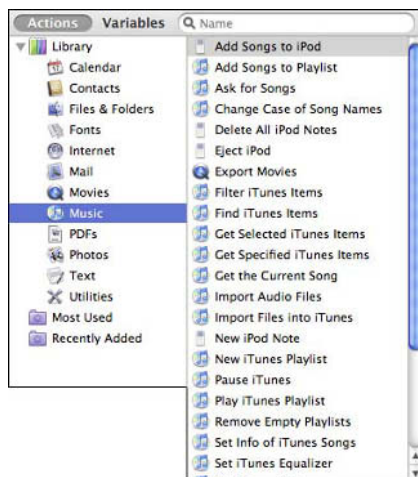 Actions Variables Name
Library
Calendar
Contacts
Files & Folders
Fonts
Internet
Mail
Movies
Music
PDFs
Photos
Text
Utilities
Most Used
Recently Added
Add Songs to iPod
Add Songs to Playlist
Ask for Songs
Change Case of Song Names
Delete All iPod Notes
Eject iPod
Export Movies
Filter iTunes Items
Find iTunes Items
Get Selected iTunes Items
Get Specified iTunes Items
Get the Current Song
Import Audio Files
Import Files into iTunes
New iPod Note
New iTunes Playlist
Pause iTunes
Play iTunes Playlist
Remove Empty Playlists
Set Info of iTunes Songs
Set iTunes Equalizer